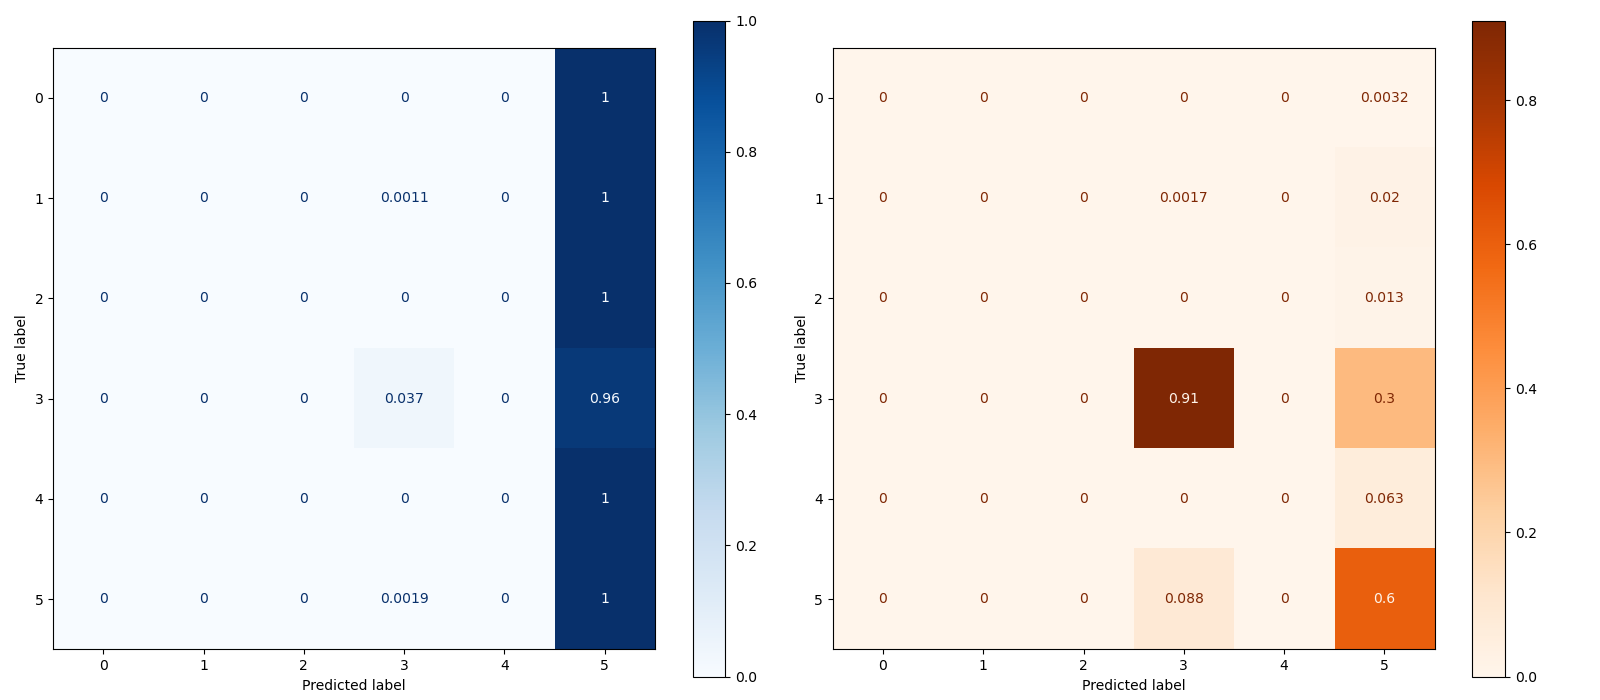 0 0 0 0 0 0 1
1 0 0 0 0.0011 0 1
2 0 0 0 0 0 1
3 0 0 0 0.037 0 0.96
4 0 0 0 0 0 1
5 0 0 0 0.0019 0 1
0 1 2 3 4 5
Predicted label
True label
1.0
0.8
0.6
0.4
0.2
0.0
0 0 0 0 0 0 0.0032
1 0 0 0 0.0017 0 0.02
2 0 0 0 0 0 0.013
3 0 0 0 0.91 0 0.3
4 0 0 0 0 0 0.063
5 0 0 0 0.088 0 0.6
0 1 2 3 4 5
Predicted label
True label
0.8
0.6
0.4
0.2
0.0